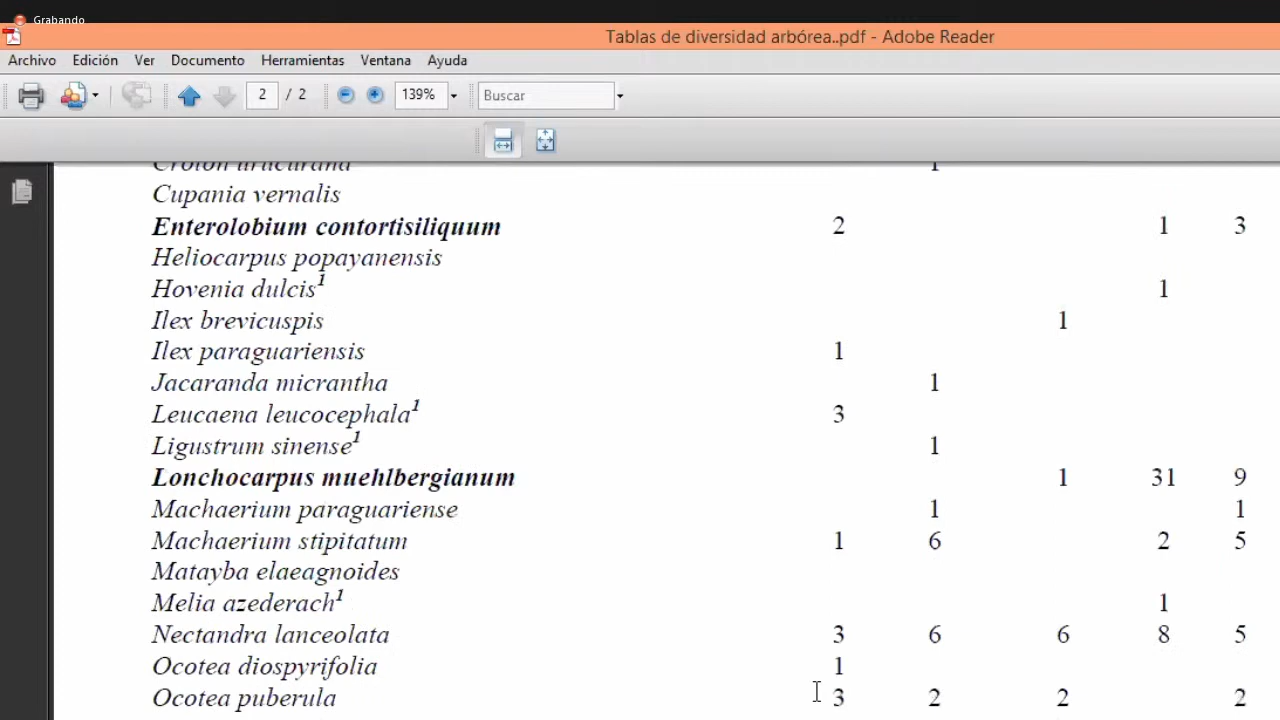 Grabando
Tablas de diversidad arbórea..pdf - Adobe Reader
Archivo Edición Ver Documento Herramientas Ventana Ayuda
2 / 2 139% Buscar
Croton urucurana 1
Cupania vernalis
Enterolobium contortisiliquum 2 1 3
Heliocarpus popayanensis
Hovenia dulcis¹ 1
Ilex brevicuspis 1
Ilex paraguariensis 1
Jacaranda micrantha 1
Leucaena leucocephala¹ 3
Ligustrum sinense¹ 1
Lonchocarpus muehlbergianum 1 31 9
Machaerium paraguariense 1 1
Machaerium stipitatum 1 6 2 5
Matayba elaeagnoides
Melia azederach¹ 1
Nectandra lanceolata 3 6 6 8 5
Ocotea diospyrifolia 1
Ocotea puberula 3 2 2 2